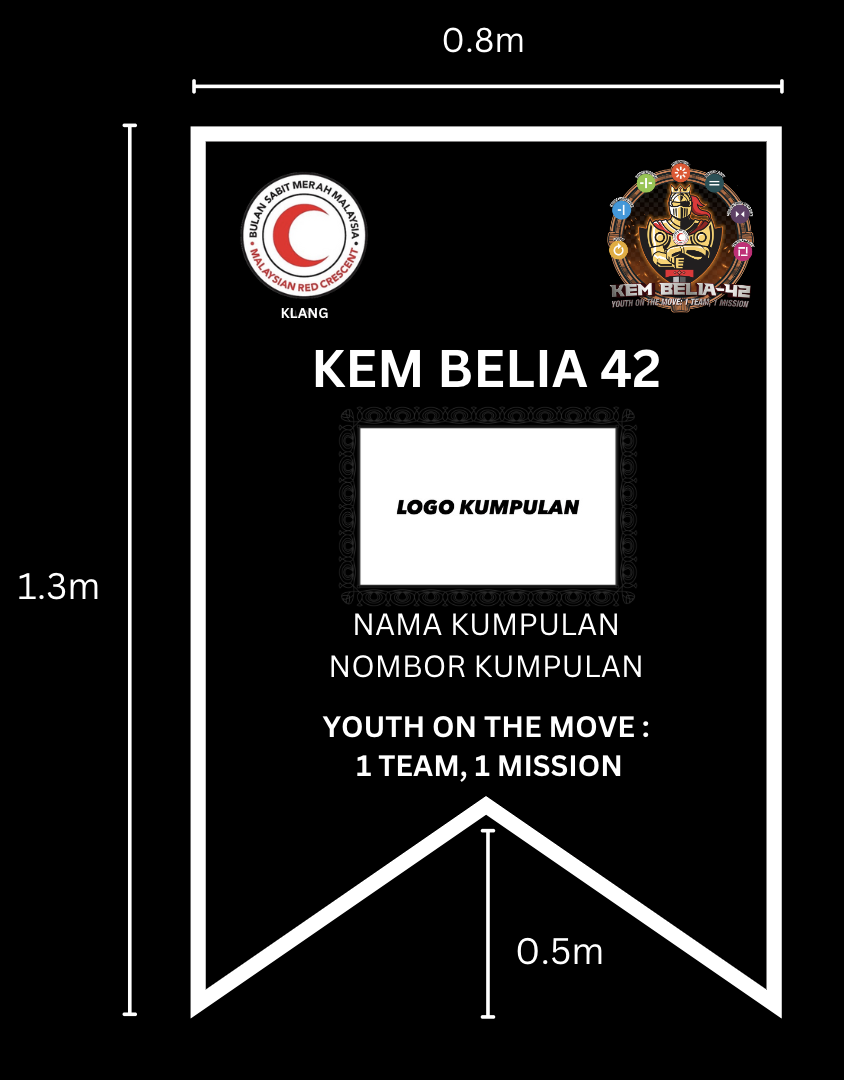 0.8m
BULAN SABIT MERAH MALAYSIA
MALAYSIAN RED CRESCENT
KLANG
KEM BELIA-42
YOUTH ON THE MOVE: 1 TEAM, 1 MISSION
KEM BELIA 42
LOGO KUMPULAN
1.3m
NAMA KUMPULAN
NOMBOR KUMPULAN
YOUTH ON THE MOVE :
1 TEAM, 1 MISSION
0.5m